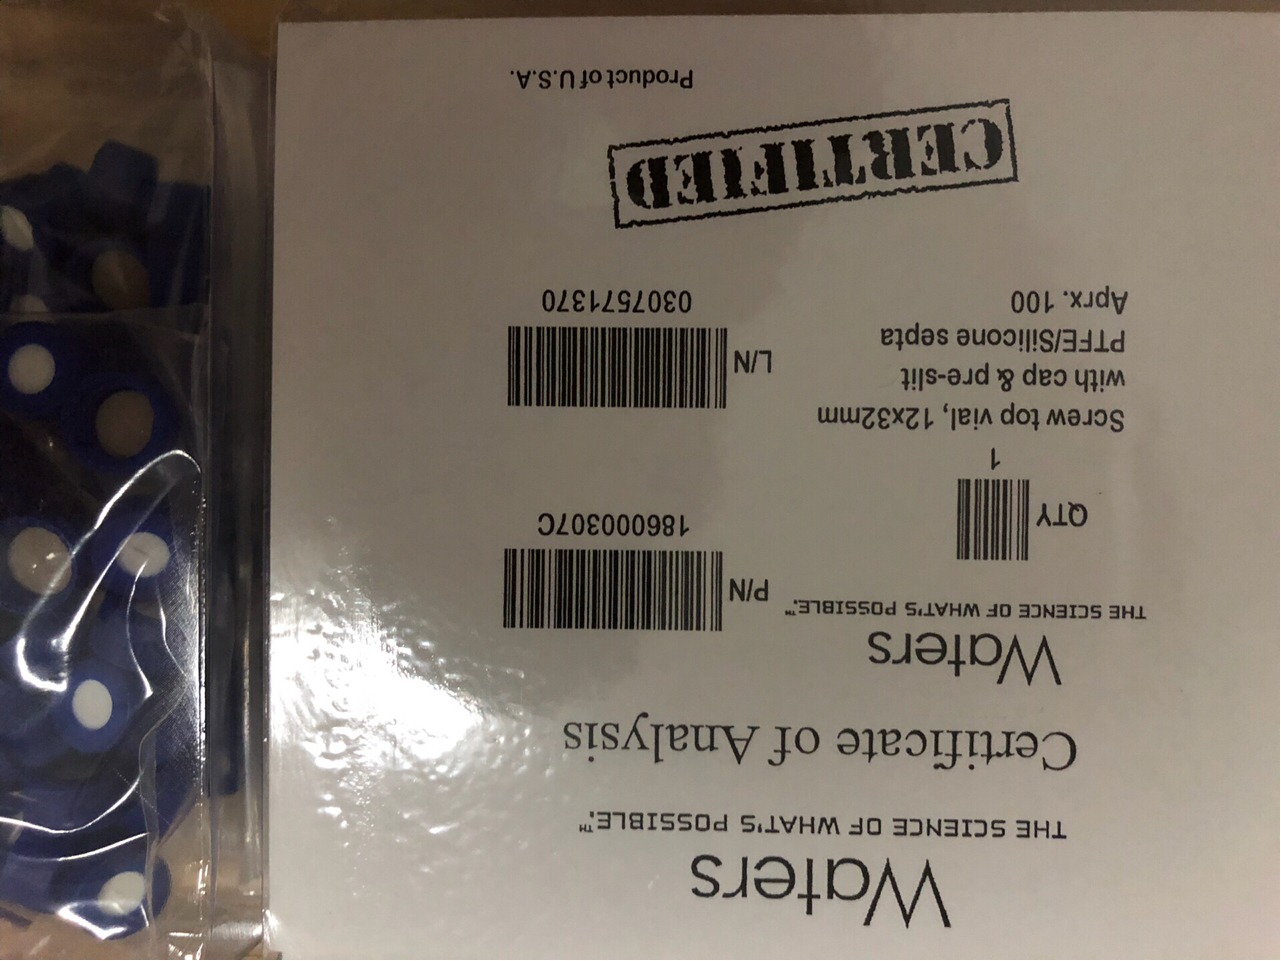 Waters
THE SCIENCE OF WHAT'S POSSIBLE.™
Certificate of Analysis
Waters
THE SCIENCE OF WHAT'S POSSIBLE.™
P/N
186000307C
QTY
1
Screw top vial, 12x32mm
with cap & pre-slit
PTFE/Silicone septa
Aprx. 100
L/N
0307571370
CERTIFIED
Product of U.S.A.